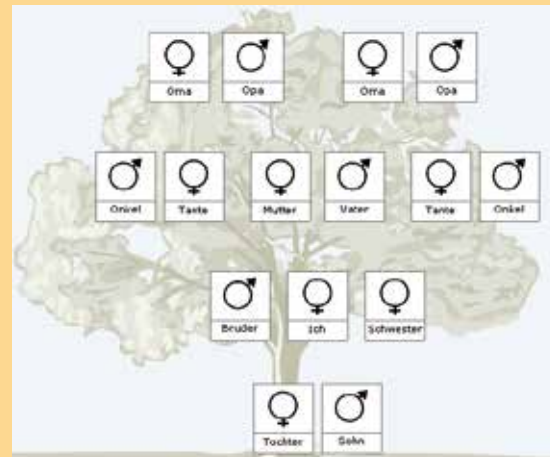 Oma Opa Oma Opa
Onkel Tante Mutter Vater Tante Onkel
Bruder Ich Schwester
Tochter Sohn